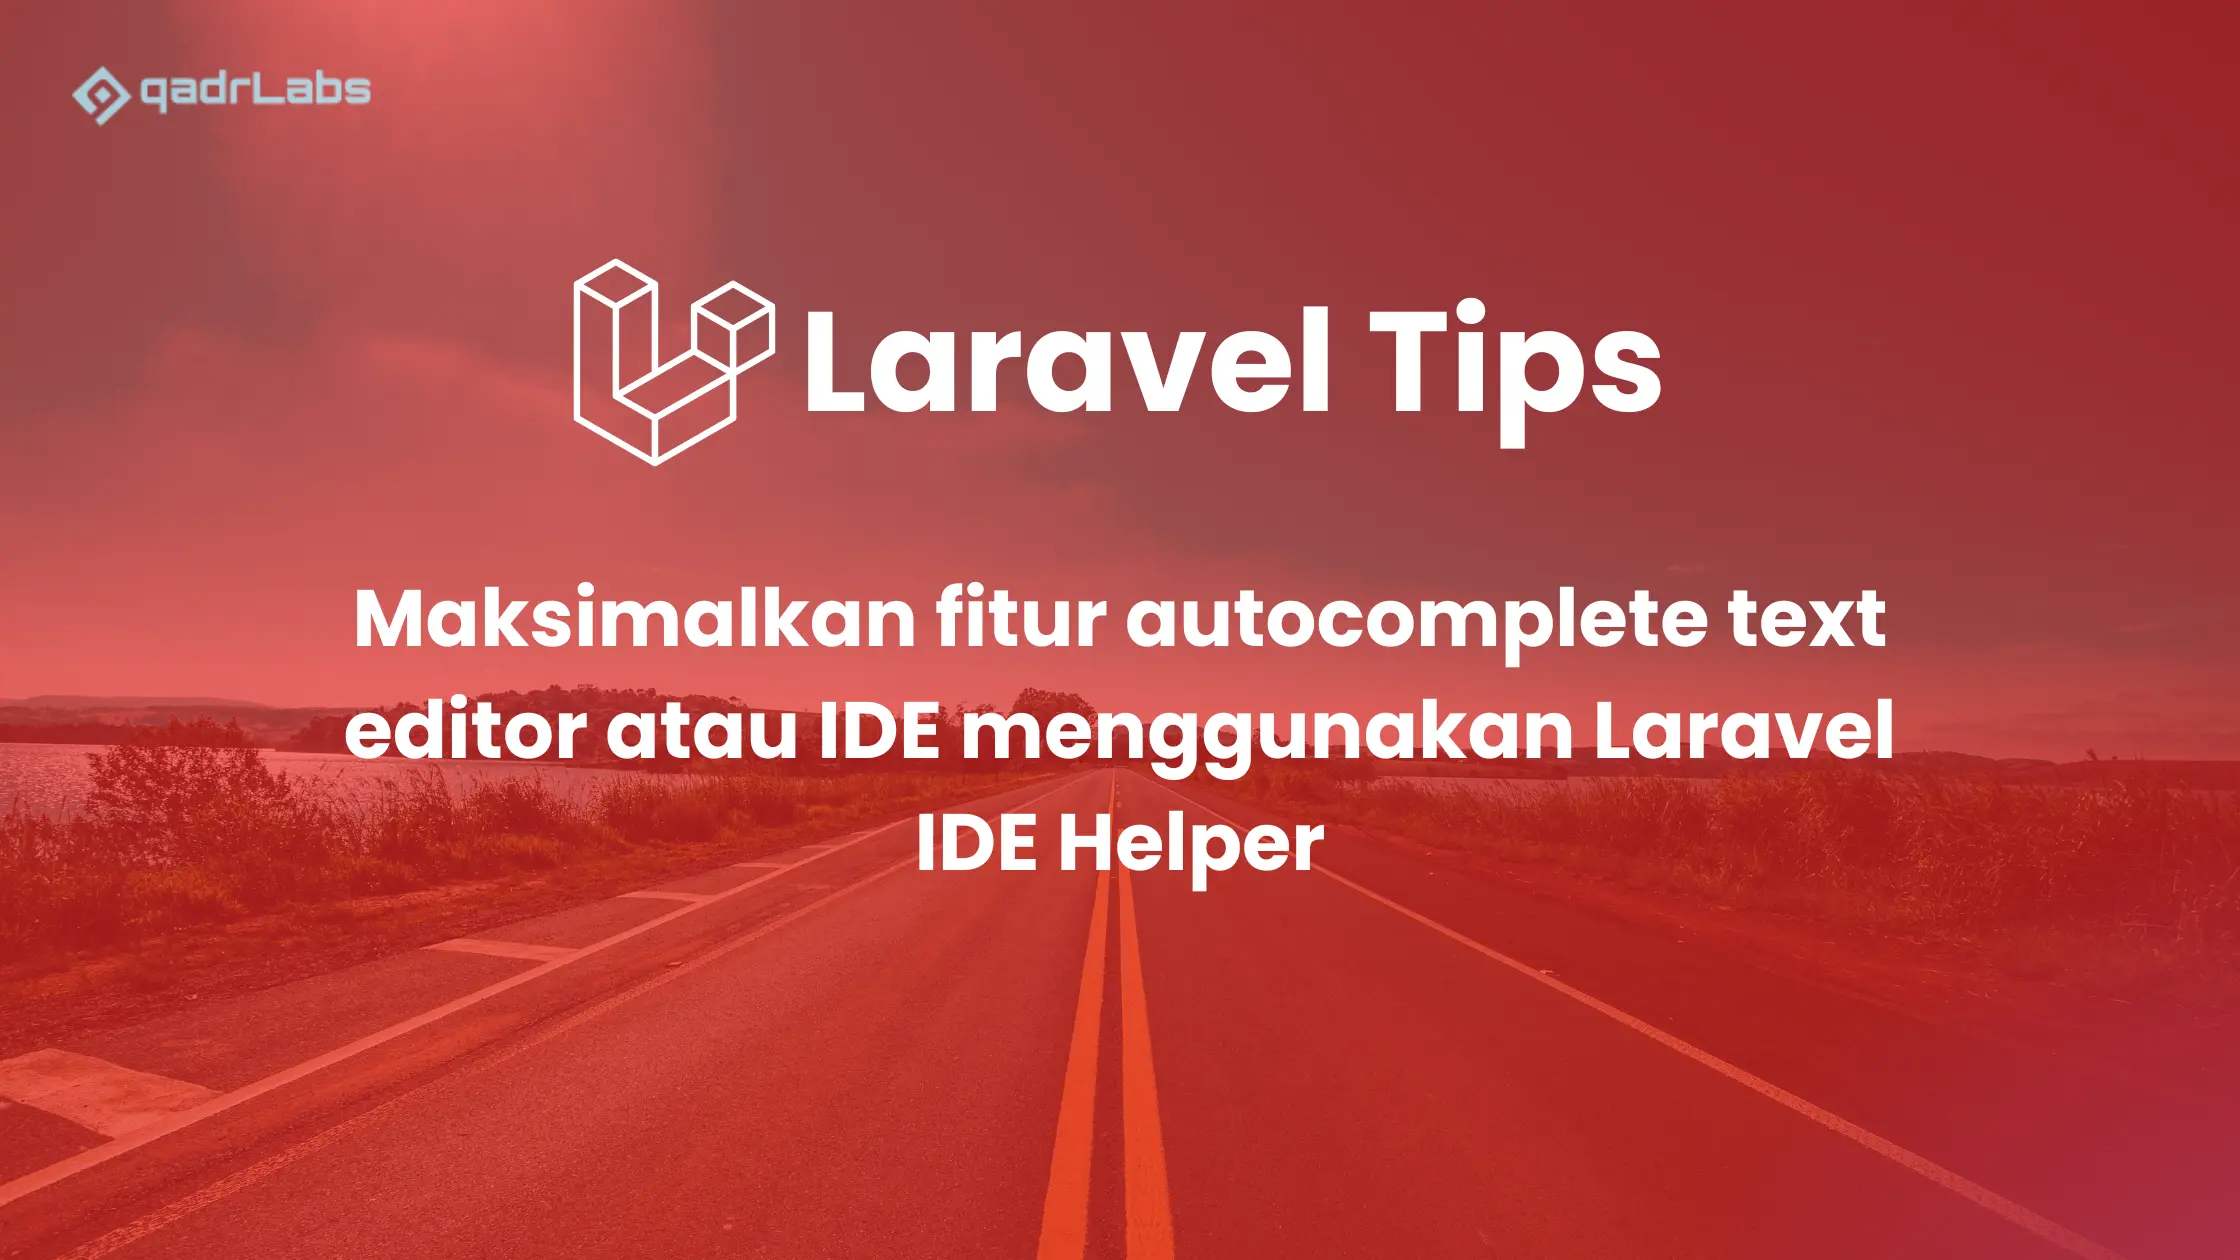 qadrLabs
Laravel Tips
Maksimalkan fitur autocomplete text
editor atau IDE menggunakan Laravel
IDE Helper